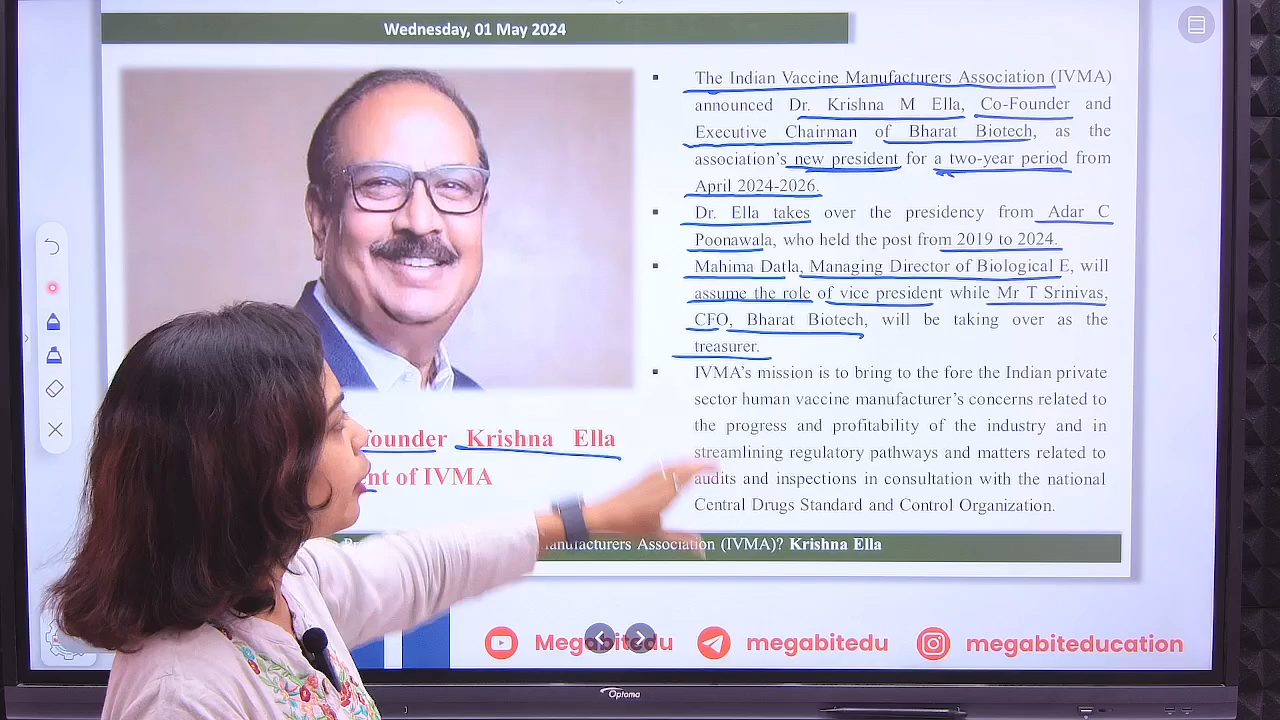 Wednesday, 01 May 2024
The Indian Vaccine Manufacturers Association (IVMA)
announced Dr. Krishna M Ella, Co-Founder and
Executive Chairman of Bharat Biotech, as the
association's new president for a two-year period from
April 2024-2026.
Dr. Ella takes over the presidency from Adar C
Poonawala, who held the post from 2019 to 2024.
Mahima Datla, Managing Director of Biological E, will
assume the role of vice president while Mr T Srinivas,
CFO, Bharat Biotech, will be taking over as the
treasurer.
IVMA's mission is to bring to the fore the Indian private
sector human vaccine manufacturer's concerns related to
the progress and profitability of the industry and in
streamlining regulatory pathways and matters related to
audits and inspections in consultation with the national
Central Drugs Standard and Control Organization.
founder Krishna Ella
of IVMA
Manufacturers Association (IVMA)? Krishna Ella
Megabitedu megabitedu megabiteducation
Optoma